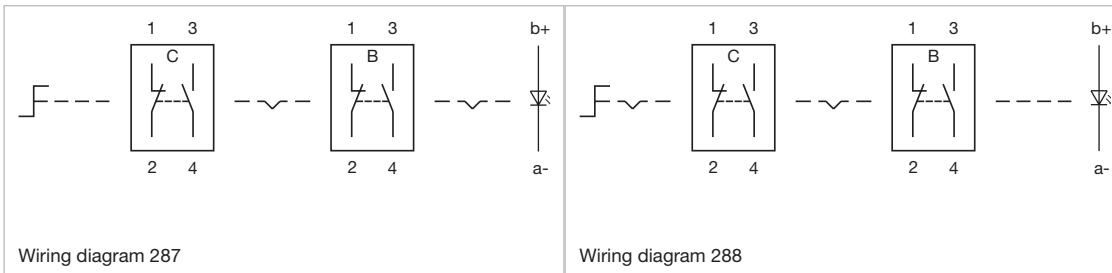 1 3 1 3 b+
C B
2 4 2 4 a-
Wiring diagram 287
1 3 1 3 b+
C B
2 4 2 4 a-
Wiring diagram 288